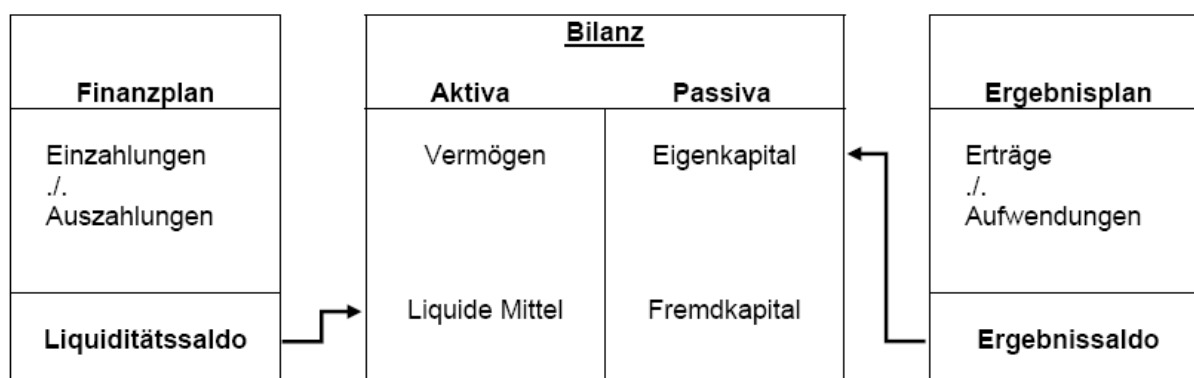 Finanzplan
Einzahlungen
./.
Auszahlungen
Liquiditätssaldo
Bilanz
Aktiva
Passiva
Vermögen
Eigenkapital
Liquide Mittel
Fremdkapital
Ergebnisplan
Erträge
./.
Aufwendungen
Ergebnissaldo